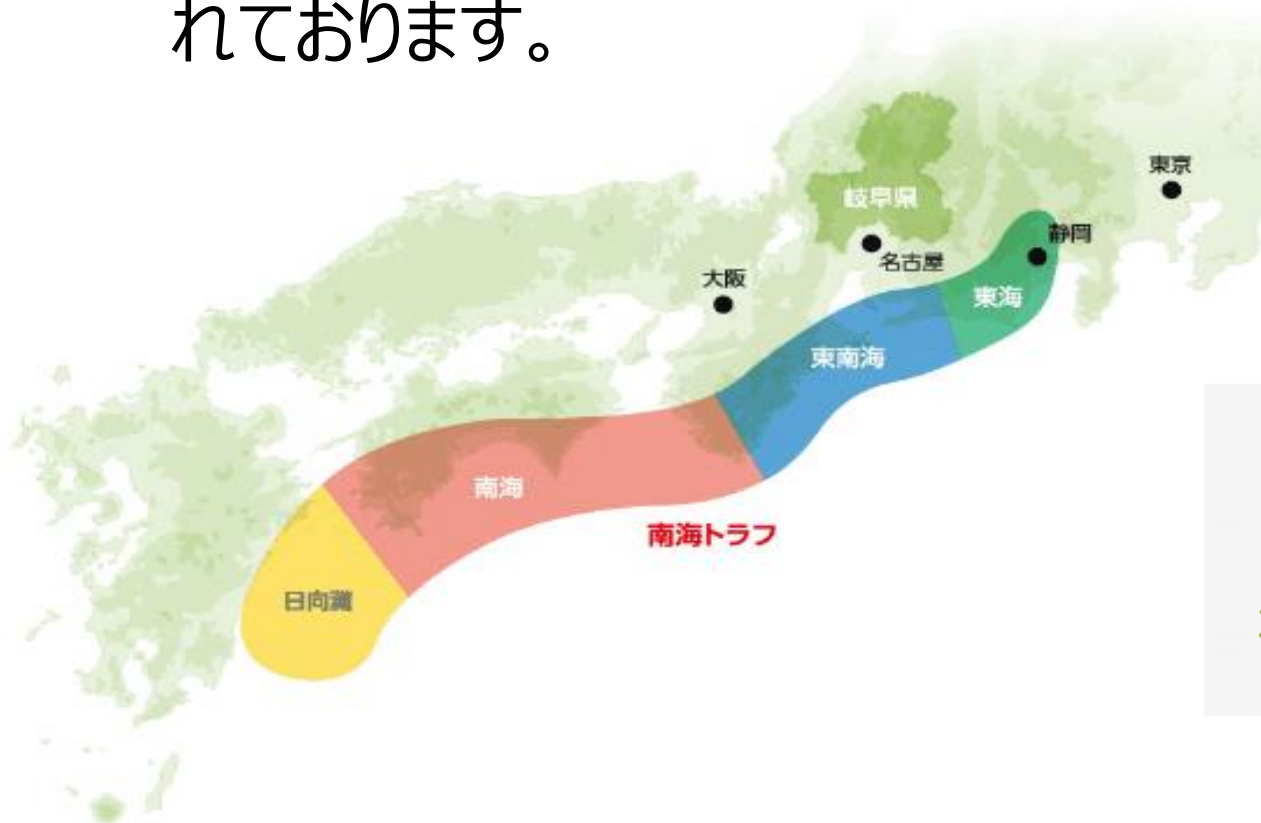 れております。
東京
岐阜県
静岡
名古屋
大阪
東海
東南海
南海
南海トラフ
日向灘